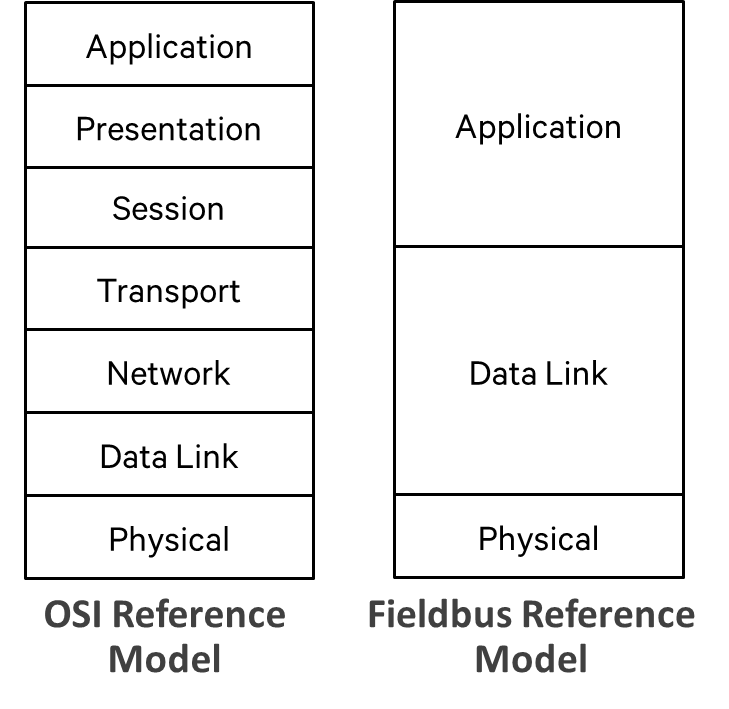 Application
Presentation
Session
Transport
Network
Data Link
Physical
OSI Reference
Model
Application
Data Link
Physical
Fieldbus Reference
Model